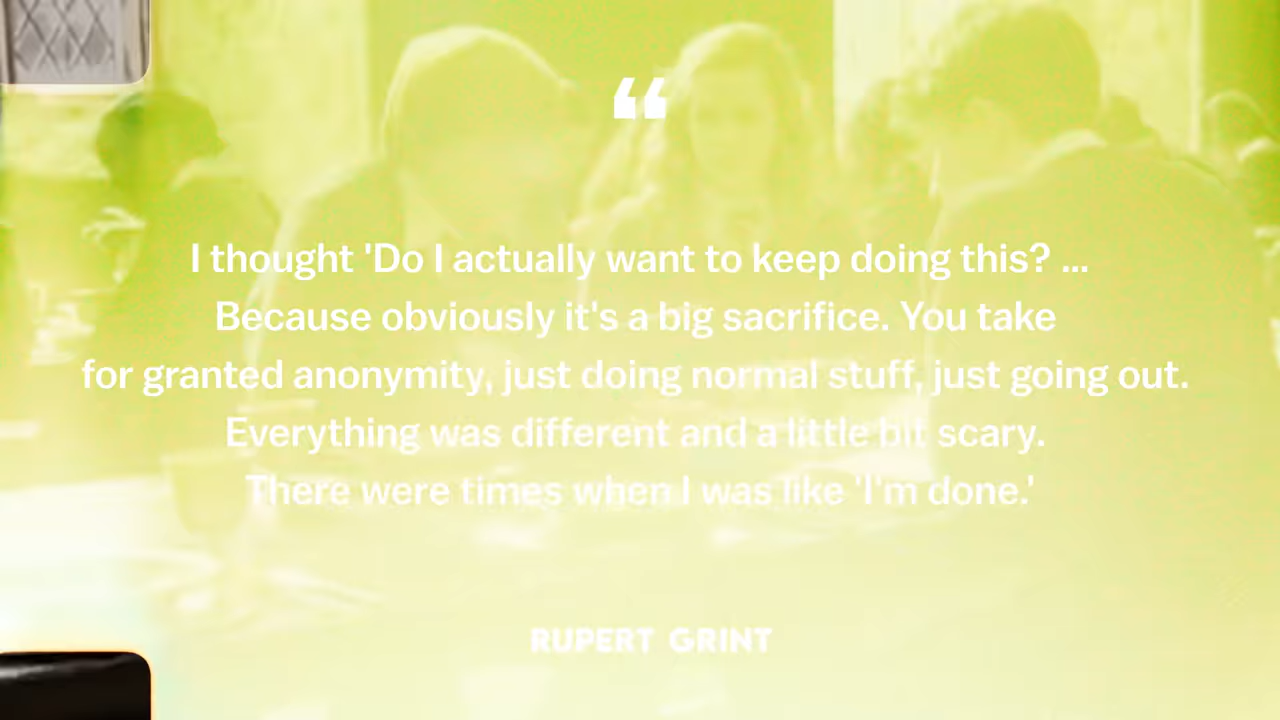 “
I thought 'Do I actually want to keep doing this? ...
Because obviously it's a big sacrifice. You take
for granted anonymity, just doing normal stuff, just going out.
Everything was different and a little bit scary.
There were times when I was like 'I'm done.'
RUPERT GRINT